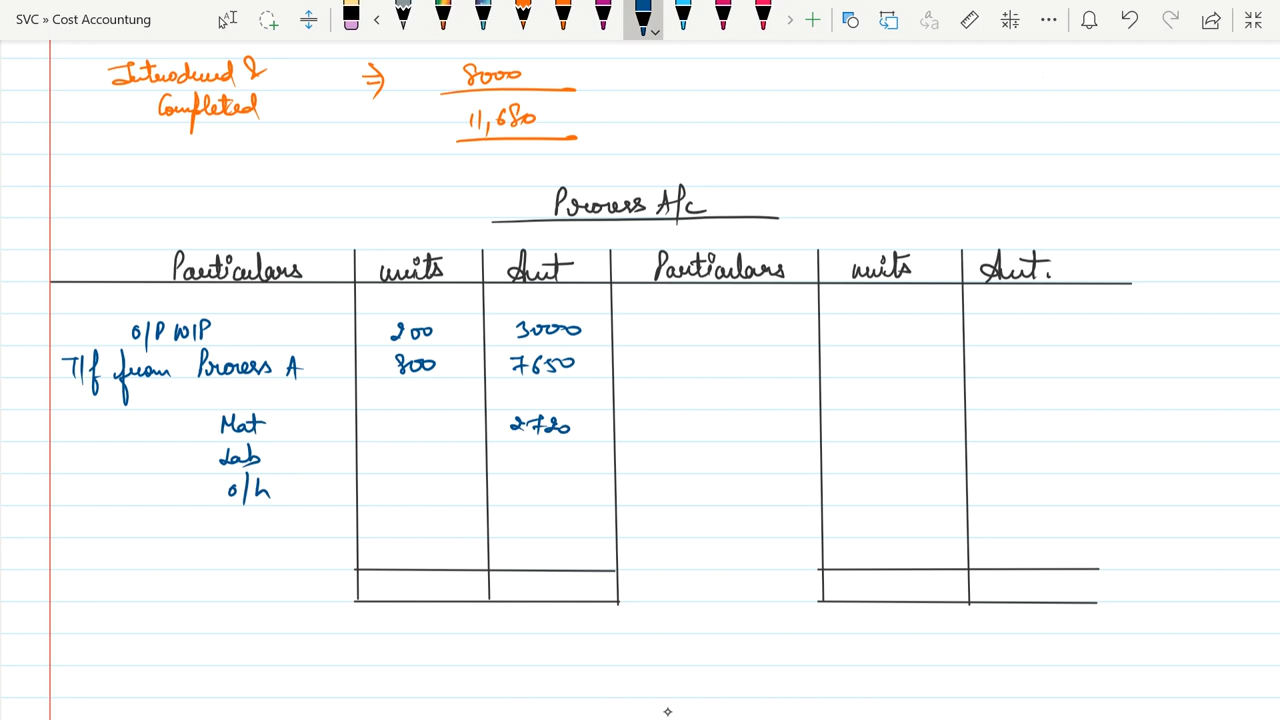 SVC » Cost Accountung
Introduced & ⇒ 8000
Completed 11,680
Process A/c
Particulars units Amt Particulars units Amt.
O/P WIP 200 3000
T/f from Process A 800 7650
Mat 2720
Lab
O/h